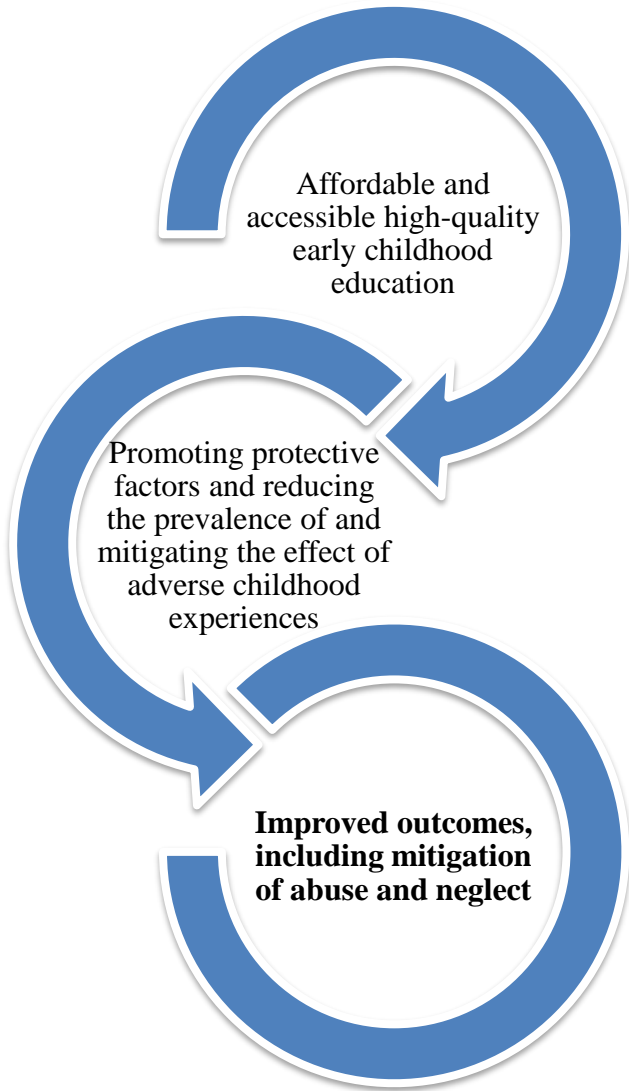 Affordable and
accessible high-quality
early childhood
education
Promoting protective
factors and reducing
the prevalence of and
mitigating the effect of
adverse childhood
experiences
Improved outcomes,
including mitigation
of abuse and neglect